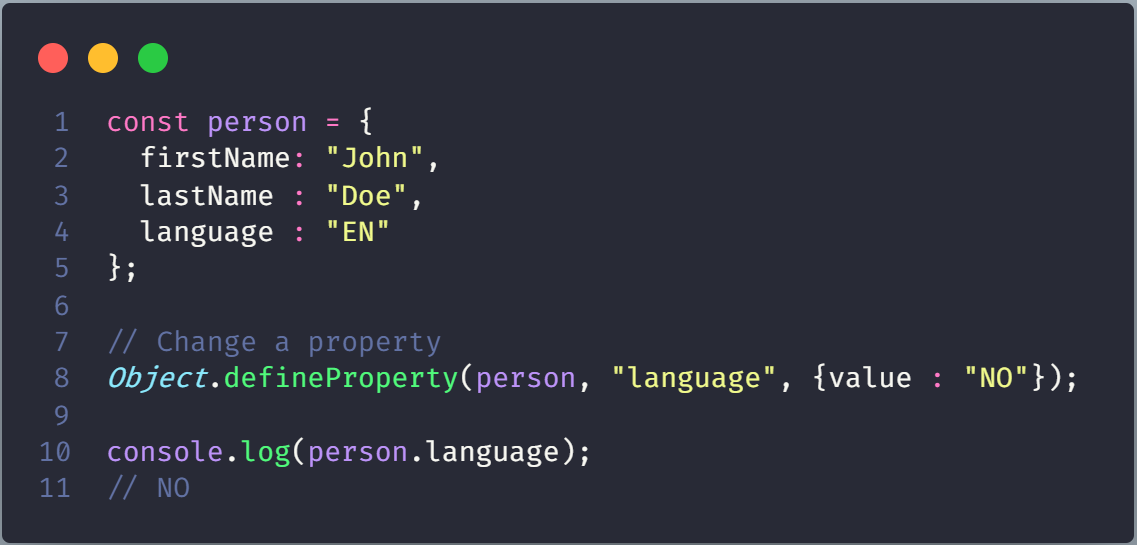 1 const person = {
2   firstName: "John",
3   lastName : "Doe",
4   language : "EN"
5 };
6
7 // Change a property
8 Object.defineProperty(person, "language", {value : "NO"});
9
10 console.log(person.language);
11 // NO